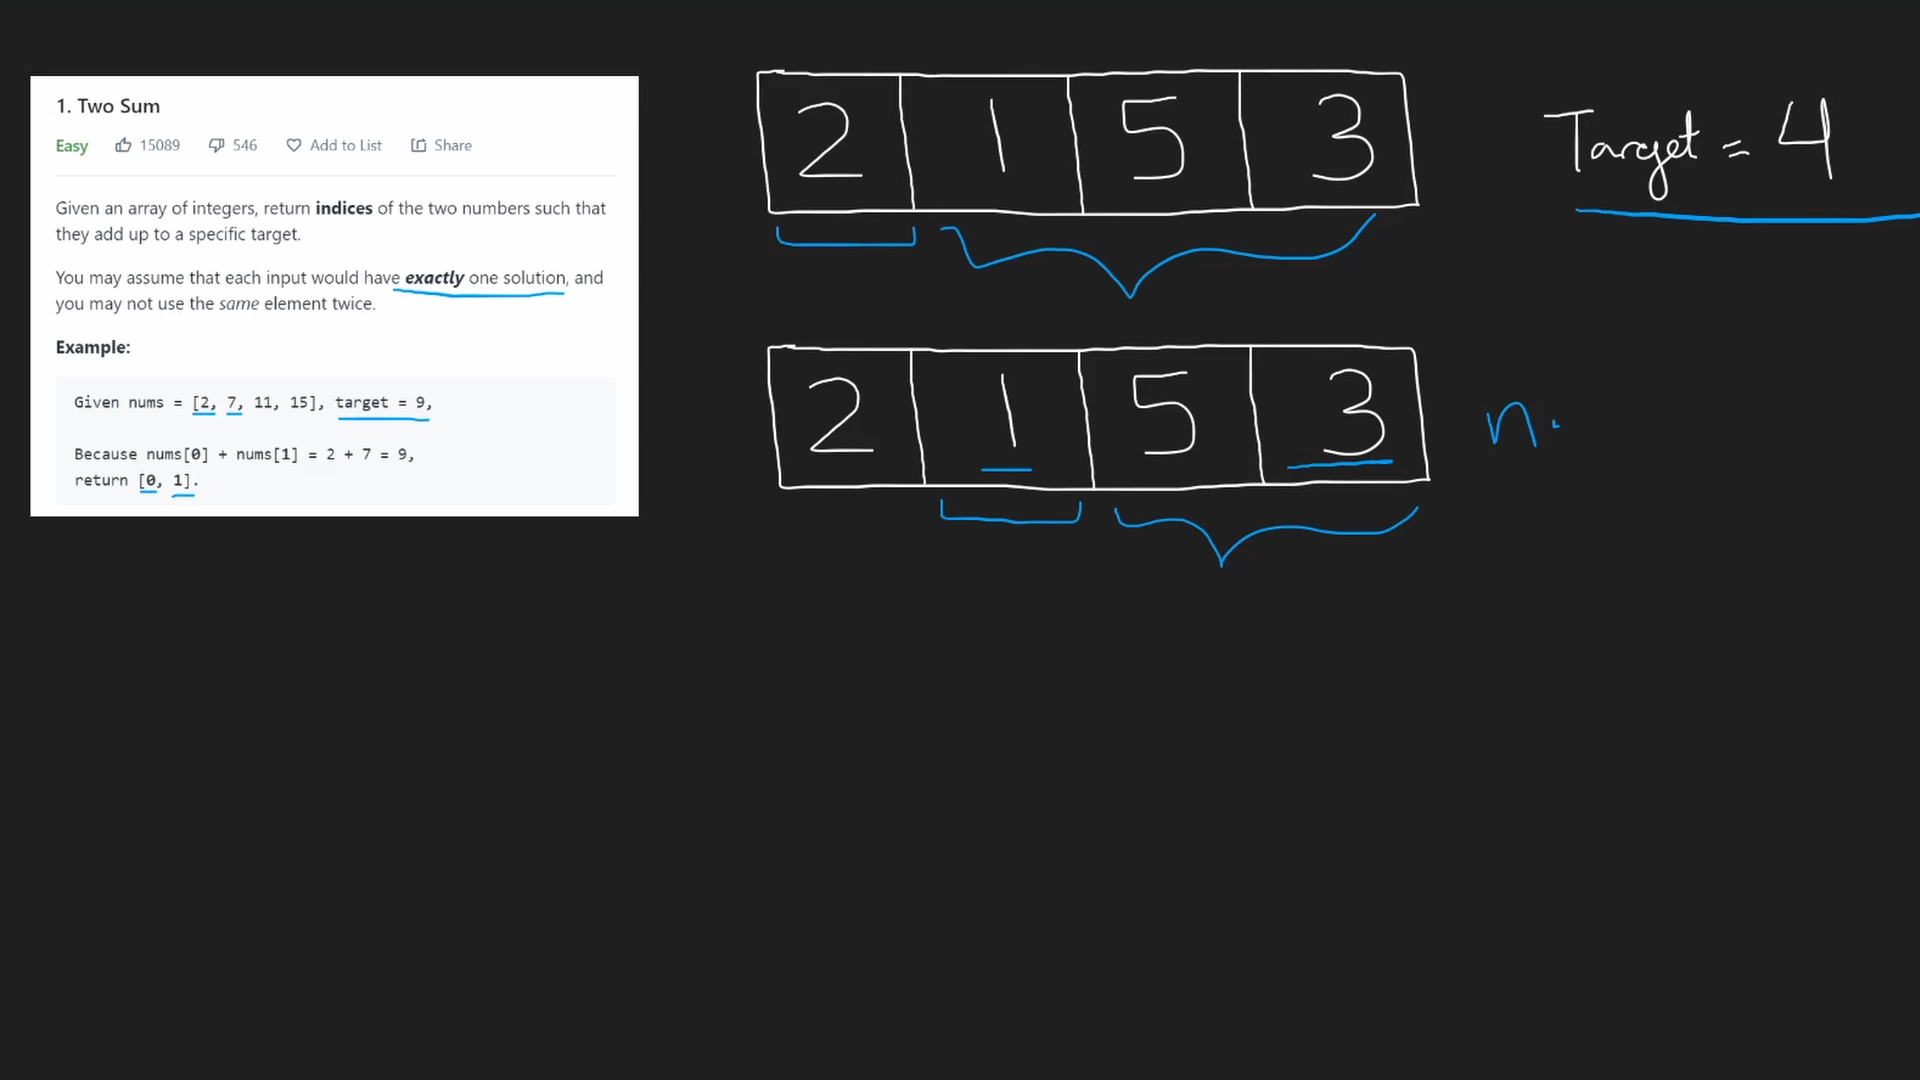 1. Two Sum
Easy 15089 546 Add to List Share
Given an array of integers, return indices of the two numbers such that
they add up to a specific target.
You may assume that each input would have exactly one solution, and
you may not use the same element twice.
Example:
Given nums = [2, 7, 11, 15], target = 9,
Because nums[0] + nums[1] = 2 + 7 = 9,
return [0, 1].
2 1 5 3
Target = 4
2 1 5 3
n.